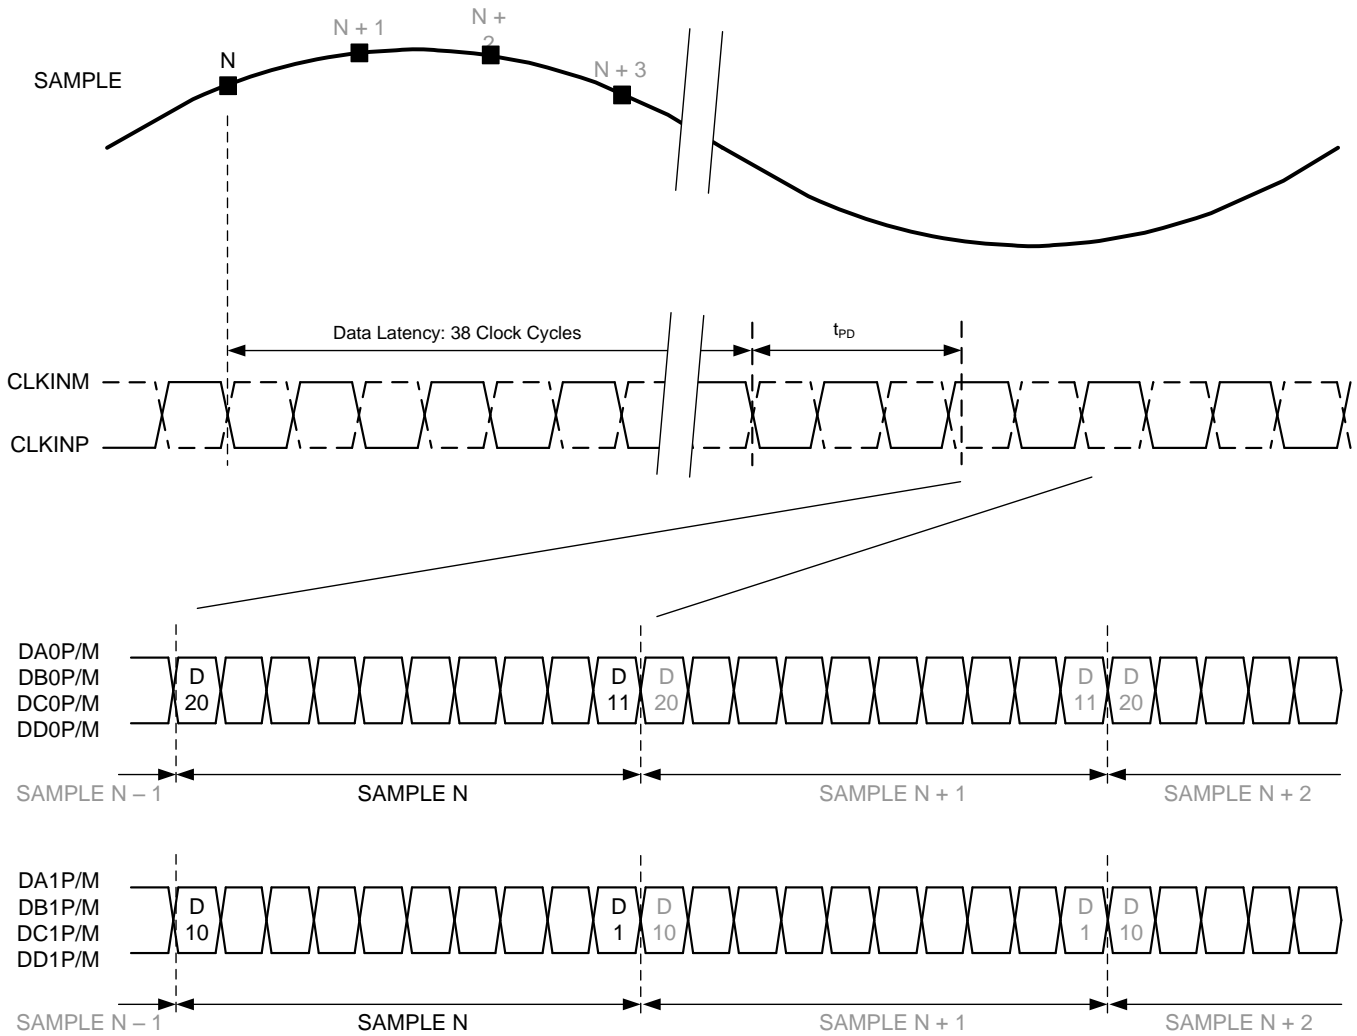 N + 1
N +
2
N
N + 3
SAMPLE
Data Latency: 38 Clock Cycles
tPD
CLKINM
CLKINP
DA0P/M
DB0P/M
DC0P/M
DD0P/M
D
20
D
11
D
20
D
11
D
20
SAMPLE N – 1
SAMPLE N
SAMPLE N + 1
SAMPLE N + 2
DA1P/M
DB1P/M
DC1P/M
DD1P/M
D
10
D
1
D
10
D
1
D
10
SAMPLE N – 1
SAMPLE N
SAMPLE N + 1
SAMPLE N + 2